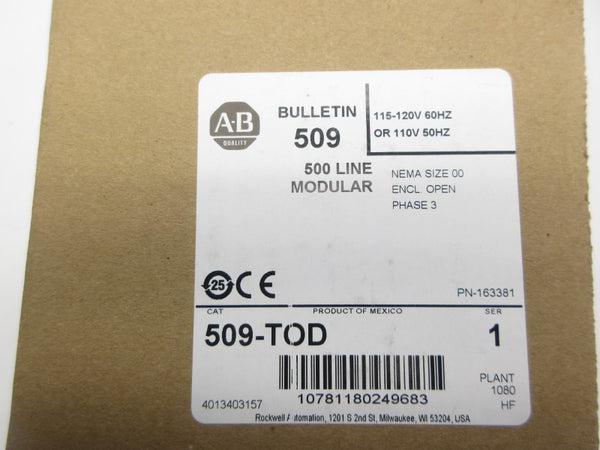 A-B
QUALITY
BULLETIN
509
115-120V 60HZ
OR 110V 50HZ
500 LINE
MODULAR
NEMA SIZE 00
ENCL. OPEN
PHASE 3
25
CE
PN-163381
CAT
PRODUCT OF MEXICO
SER
509-TOD
1
10781180249683
PLANT
1080
HF
4013403157
Rockwell Automation, 1201 S 2nd St, Milwaukee, WI 53204, USA